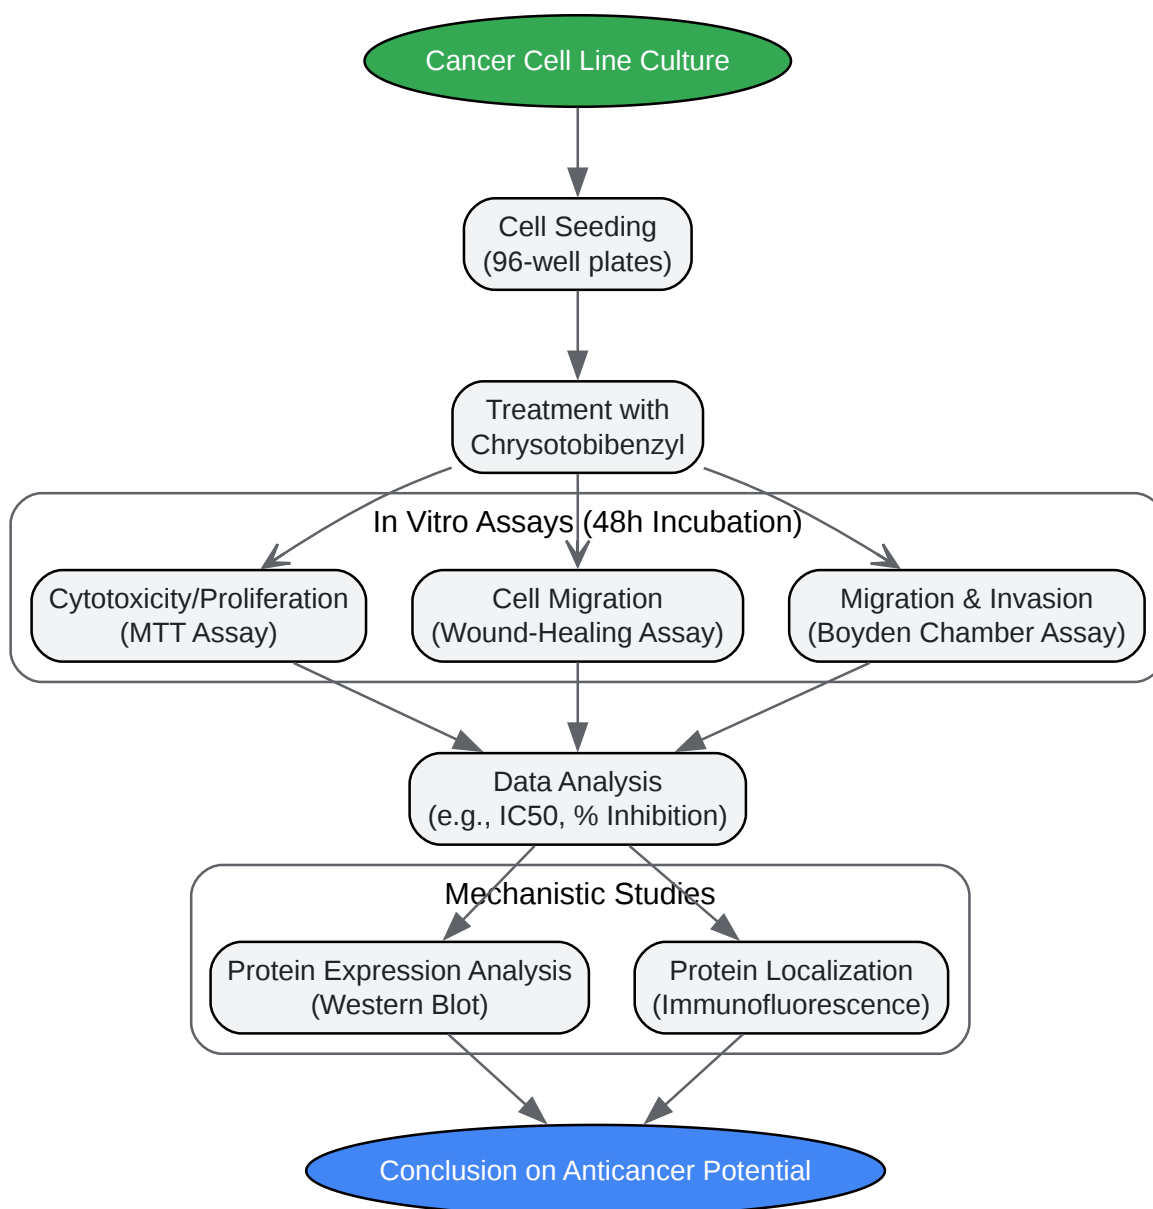 Cancer Cell Line Culture
Cell Seeding
(96-well plates)
Treatment with
Chrysotobibenzyl
In Vitro Assays (48h Incubation)
Cytotoxicity/Proliferation
(MTT Assay)
Cell Migration
(Wound-Healing Assay)
Migration & Invasion
(Boyden Chamber Assay)
Data Analysis
(e.g., IC50, % Inhibition)
Mechanistic Studies
Protein Expression Analysis
(Western Blot)
Protein Localization
(Immunofluorescence)
Conclusion on Anticancer Potential